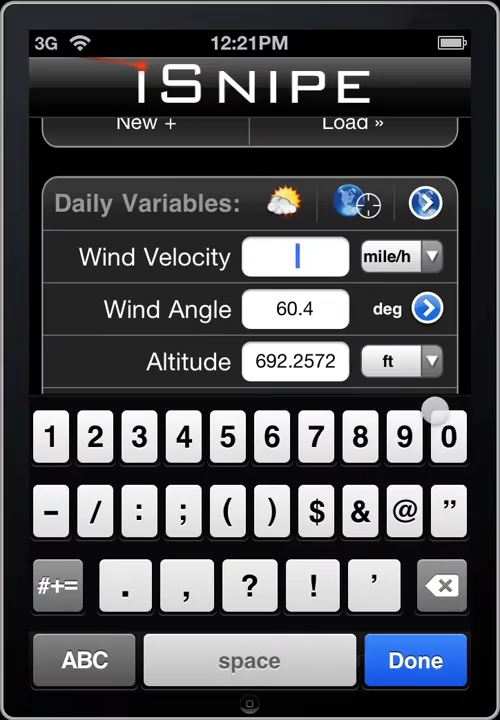 3G 12:21PM
iSNIPE
New + Load »
Daily Variables:
Wind Velocity mile/h ▼
Wind Angle 60.4 deg
Altitude 692.2572 ft ▼
1 2 3 4 5 6 7 8 9 0
- / : ; ( ) $ & @ ”
#+= . , ? ! ’
ABC space Done